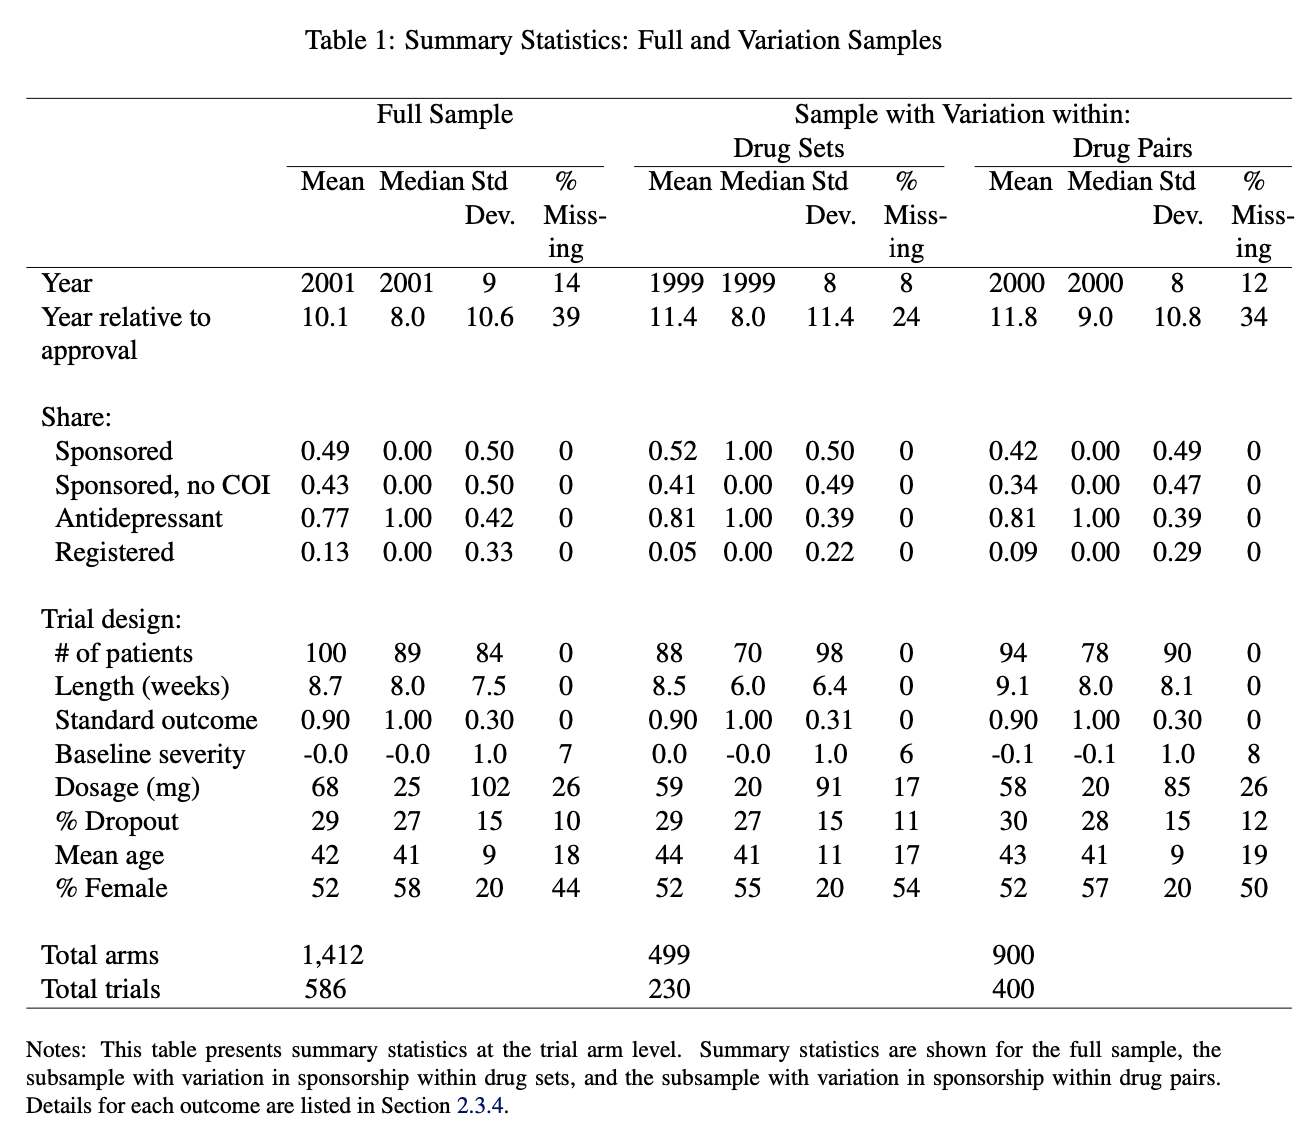 Table 1: Summary Statistics: Full and Variation Samples
Full Sample Sample with Variation within:
Drug Sets Drug Pairs
Mean Median Std % Mean Median Std % Mean Median Std %
Dev. Miss- Dev. Miss- Dev. Miss-
ing ing ing
Year 2001 2001 9 14 1999 1999 8 8 2000 2000 8 12
Year relative to 10.1 8.0 10.6 39 11.4 8.0 11.4 24 11.8 9.0 10.8 34
approval
Share:
Sponsored 0.49 0.00 0.50 0 0.52 1.00 0.50 0 0.42 0.00 0.49 0
Sponsored, no COI 0.43 0.00 0.50 0 0.41 0.00 0.49 0 0.34 0.00 0.47 0
Antidepressant 0.77 1.00 0.42 0 0.81 1.00 0.39 0 0.81 1.00 0.39 0
Registered 0.13 0.00 0.33 0 0.05 0.00 0.22 0 0.09 0.00 0.29 0
Trial design:
# of patients 100 89 84 0 88 70 98 0 94 78 90 0
Length (weeks) 8.7 8.0 7.5 0 8.5 6.0 6.4 0 9.1 8.0 8.1 0
Standard outcome 0.90 1.00 0.30 0 0.90 1.00 0.31 0 0.90 1.00 0.30 0
Baseline severity -0.0 -0.0 1.0 7 0.0 -0.0 1.0 6 -0.1 -0.1 1.0 8
Dosage (mg) 68 25 102 26 59 20 91 17 58 20 85 26
% Dropout 29 27 15 10 29 27 15 11 30 28 15 12
Mean age 42 41 9 18 44 41 11 17 43 41 9 19
% Female 52 58 20 44 52 55 20 54 52 57 20 50
Total arms 1,412 499 900
Total trials 586 230 400
Notes: This table presents summary statistics at the trial arm level. Summary statistics are shown for the full sample, the
subsample with variation in sponsorship within drug sets, and the subsample with variation in sponsorship within drug pairs.
Details for each outcome are listed in Section 2.3.4.